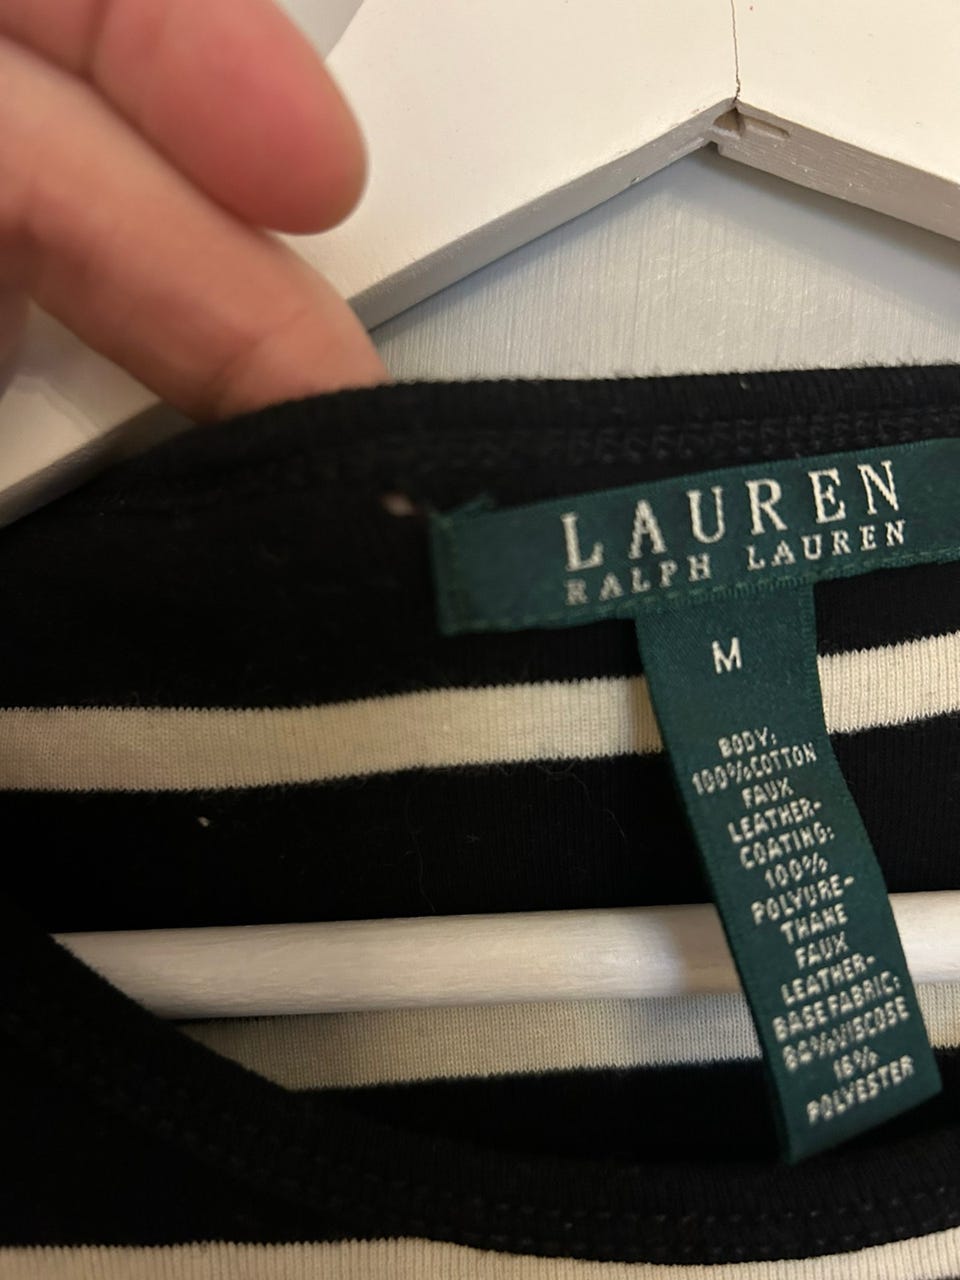 LAUREN
RALPH LAUREN
M
BODY:
100%COTTON
FAUX
LEATHER-
COATING:
100%
POLYURE-
THANE
FAUX
LEATHER-
BASE FABRIC:
84%VISCOSE
16%
POLYESTER